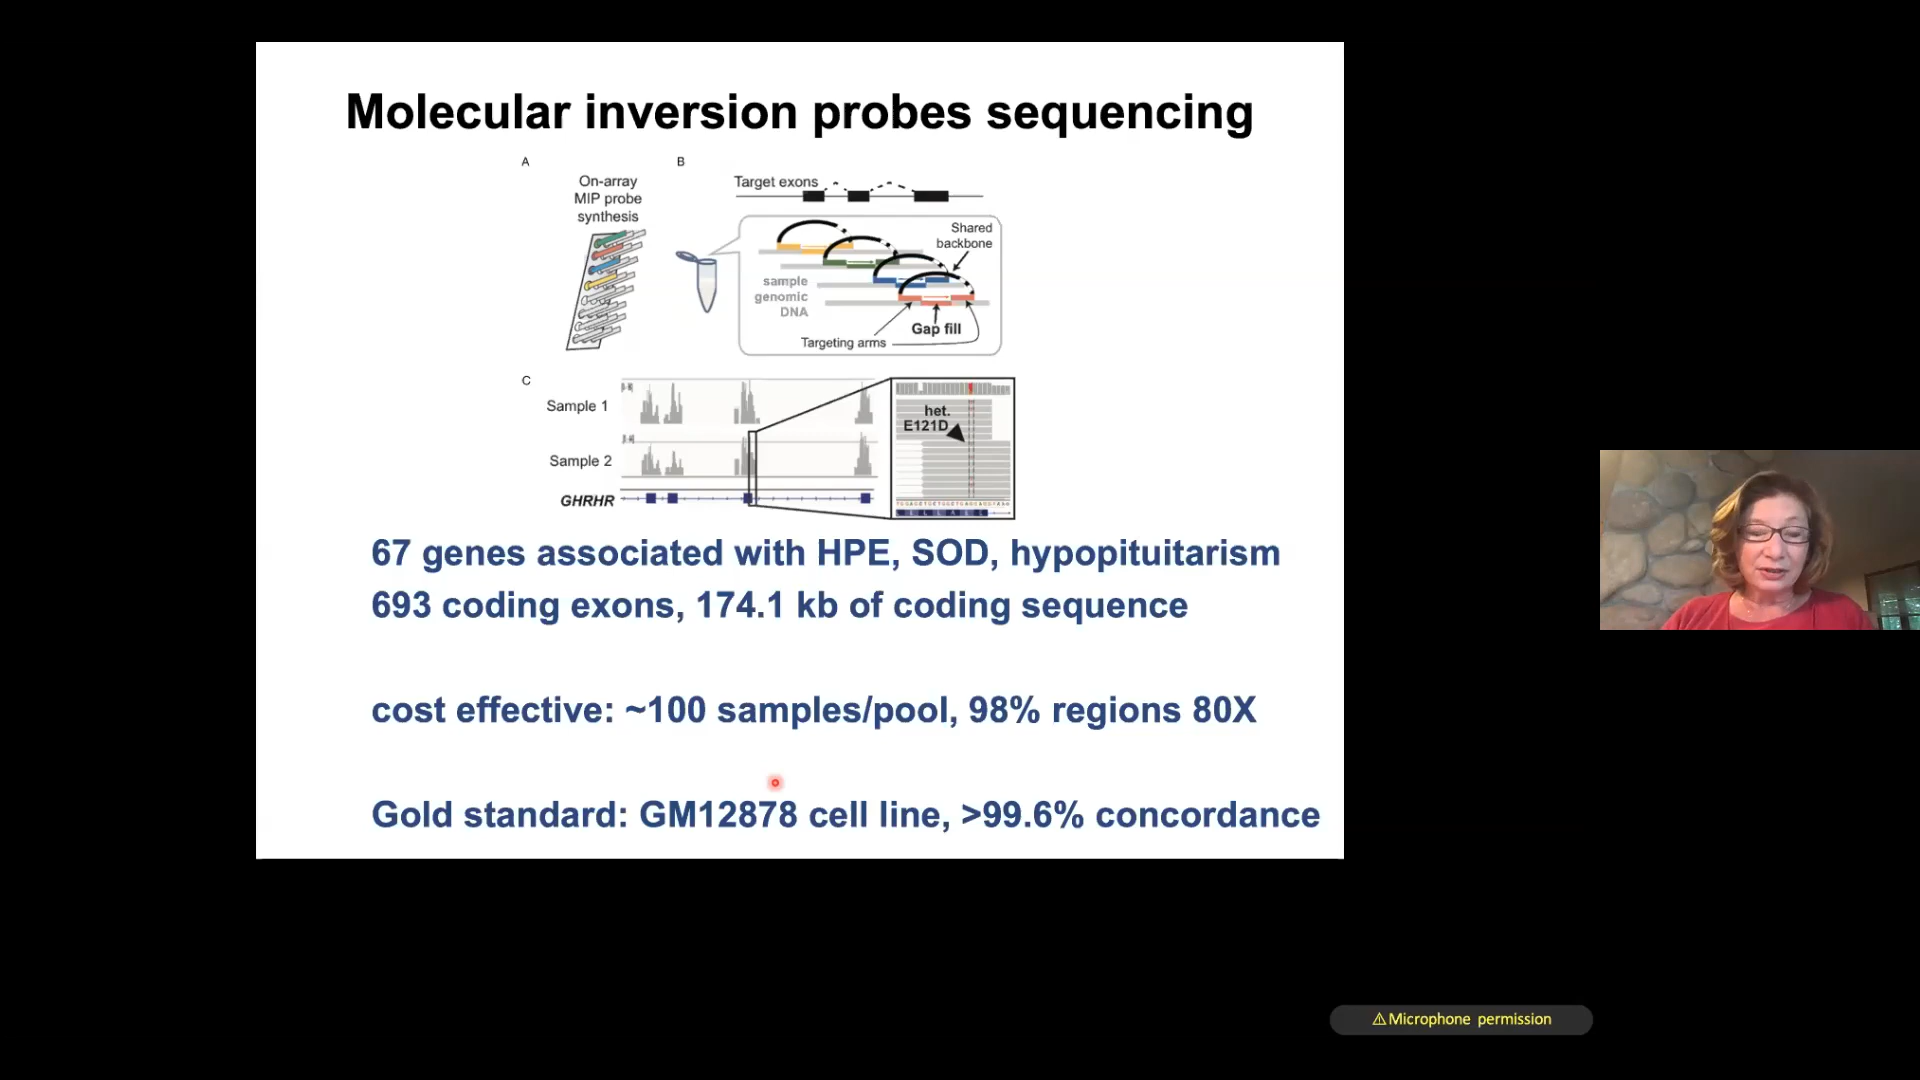 Molecular inversion probes sequencing
A
On-array
MIP probe
synthesis
B
Target exons
Shared
backbone
sample
genomic
DNA
Gap fill
Targeting arms
C
Sample 1
Sample 2
GHRHR
het.
E121D
67 genes associated with HPE, SOD, hypopituitarism
693 coding exons, 174.1 kb of coding sequence
cost effective: ~100 samples/pool, 98% regions 80X
Gold standard: GM12878 cell line, >99.6% concordance
⚠Microphone permission